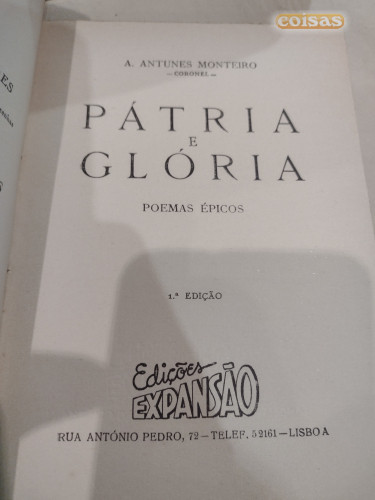 coisas
A. ANTUNES MONTEIRO
— CORONEL —
PÁTRIA
E
GLÓRIA
POEMAS ÉPICOS
1.ª EDIÇÃO
Edições
EXPANSÃO
RUA ANTÓNIO PEDRO, 72 — TELEF. 52161 — LISBOA